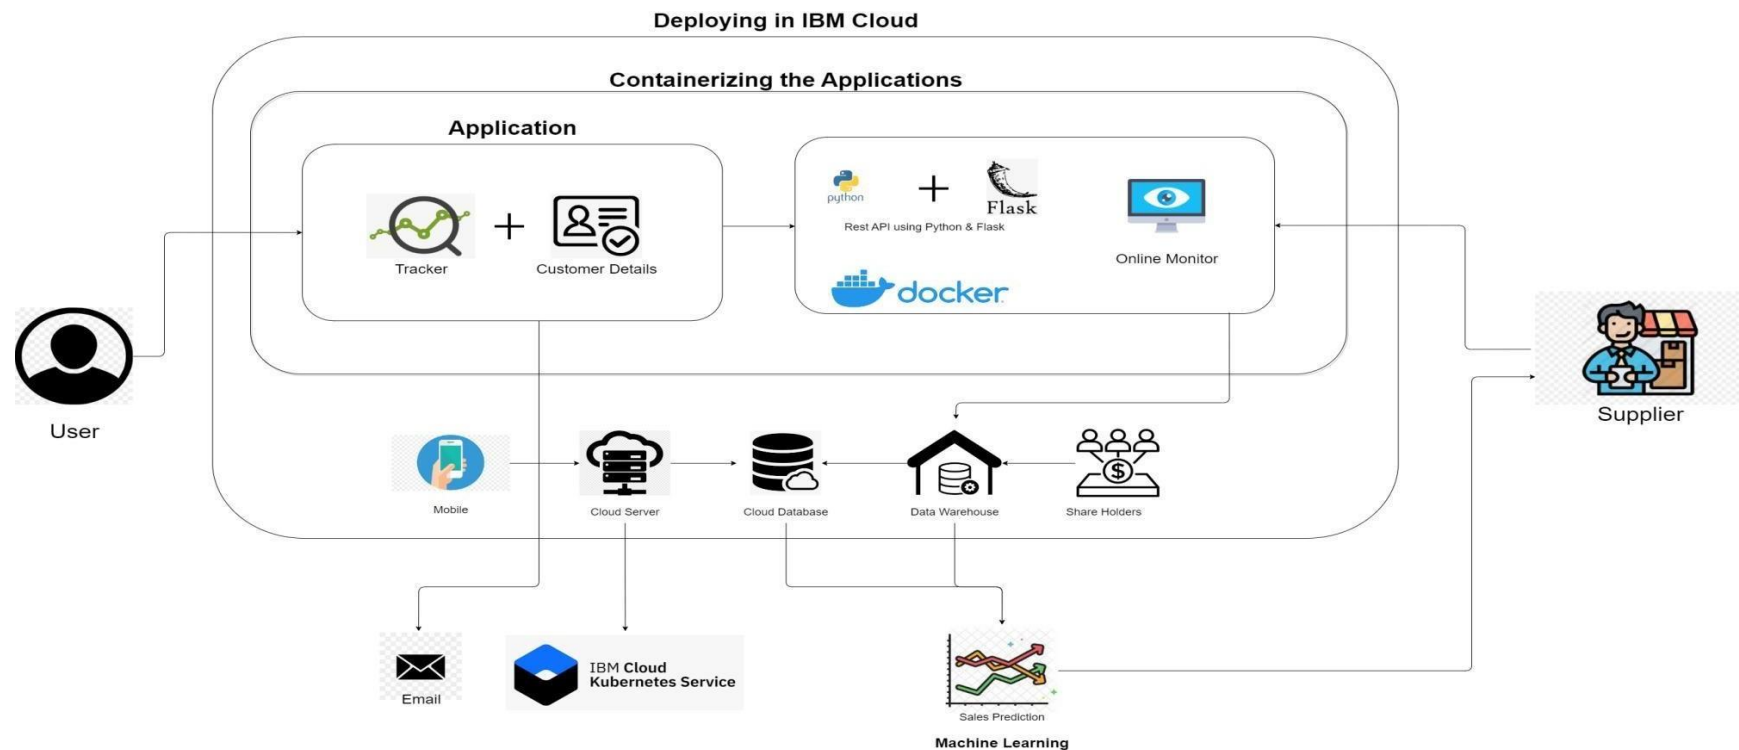 Deploying in IBM Cloud
Containerizing the Applications
Application
Tracker
Customer Details
python
Flask
Rest API using Python & Flask
Online Monitor
docker
User
Supplier
Mobile
Cloud Server
Cloud Database
Data Warehouse
Share Holders
$
Email
IBM Cloud
Kubernetes Service
Sales Prediction
Machine Learning